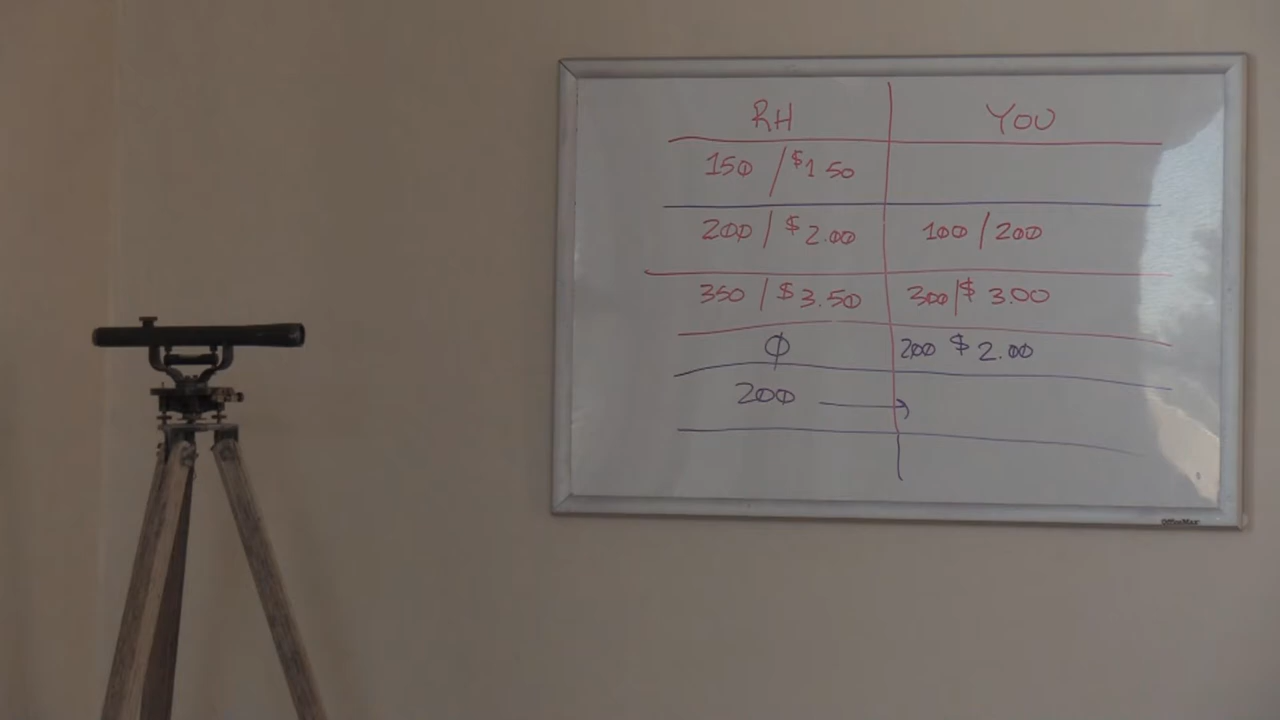 RH YOU
150 / $1 50
200 / $2.00 100 / 200
350 / $3.50 300/$3.00
Ø 200 $2.00
200 →
OfficeMax